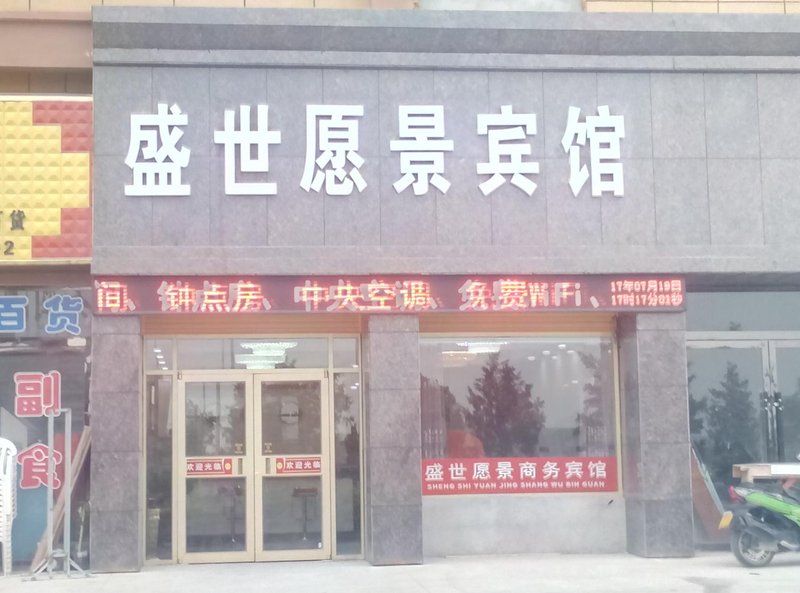 盛世愿景宾馆
间、钟点房、中央空调、免费WiFi、
17年07月19日
17时17分01秒
货
2
百货
副
食
欢迎光临
欢迎光临
盛世愿景商务宾馆
SHENG SHI YUAN JING SHANG WU BIN GUAN